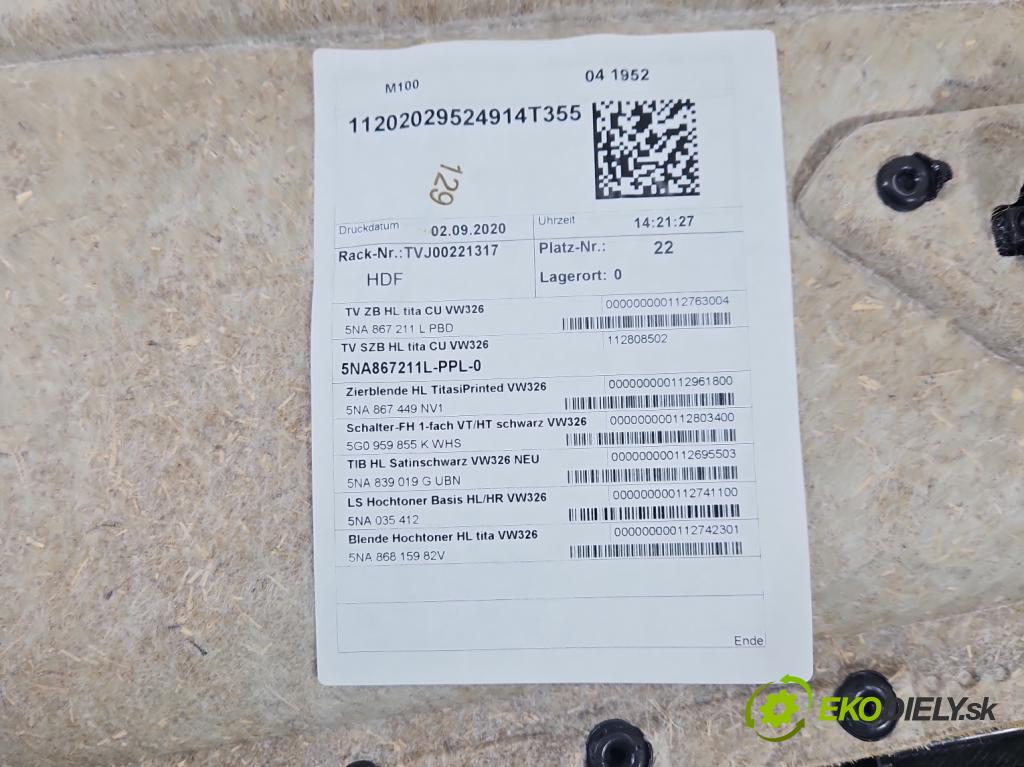 M100
04 1952
11202029524914T355
129
Druckdatum 02.09.2020
Uhrzeit 14:21:27
Rack-Nr.:TVJ00221317
Platz-Nr.: 22
HDF
Lagerort: 0
TV ZB HL tita CU VW326 000000000112763004
5NA 867 211 L PBD
TV SZB HL tita CU VW326 112808502
5NA867211L-PPL-0
Zierblende HL TitasiPrinted VW326 000000000112961800
5NA 867 449 NV1
Schalter-FH 1-fach VT/HT schwarz VW326 000000000112803400
5G0 959 855 K WHS
TIB HL Satinschwarz VW326 NEU 000000000112695503
5NA 839 019 G UBN
LS Hochtoner Basis HL/HR VW326 000000000112741100
5NA 035 412
Blende Hochtoner HL tita VW326 000000000112742301
5NA 868 159 82V
Ende
EKODIELY.sk